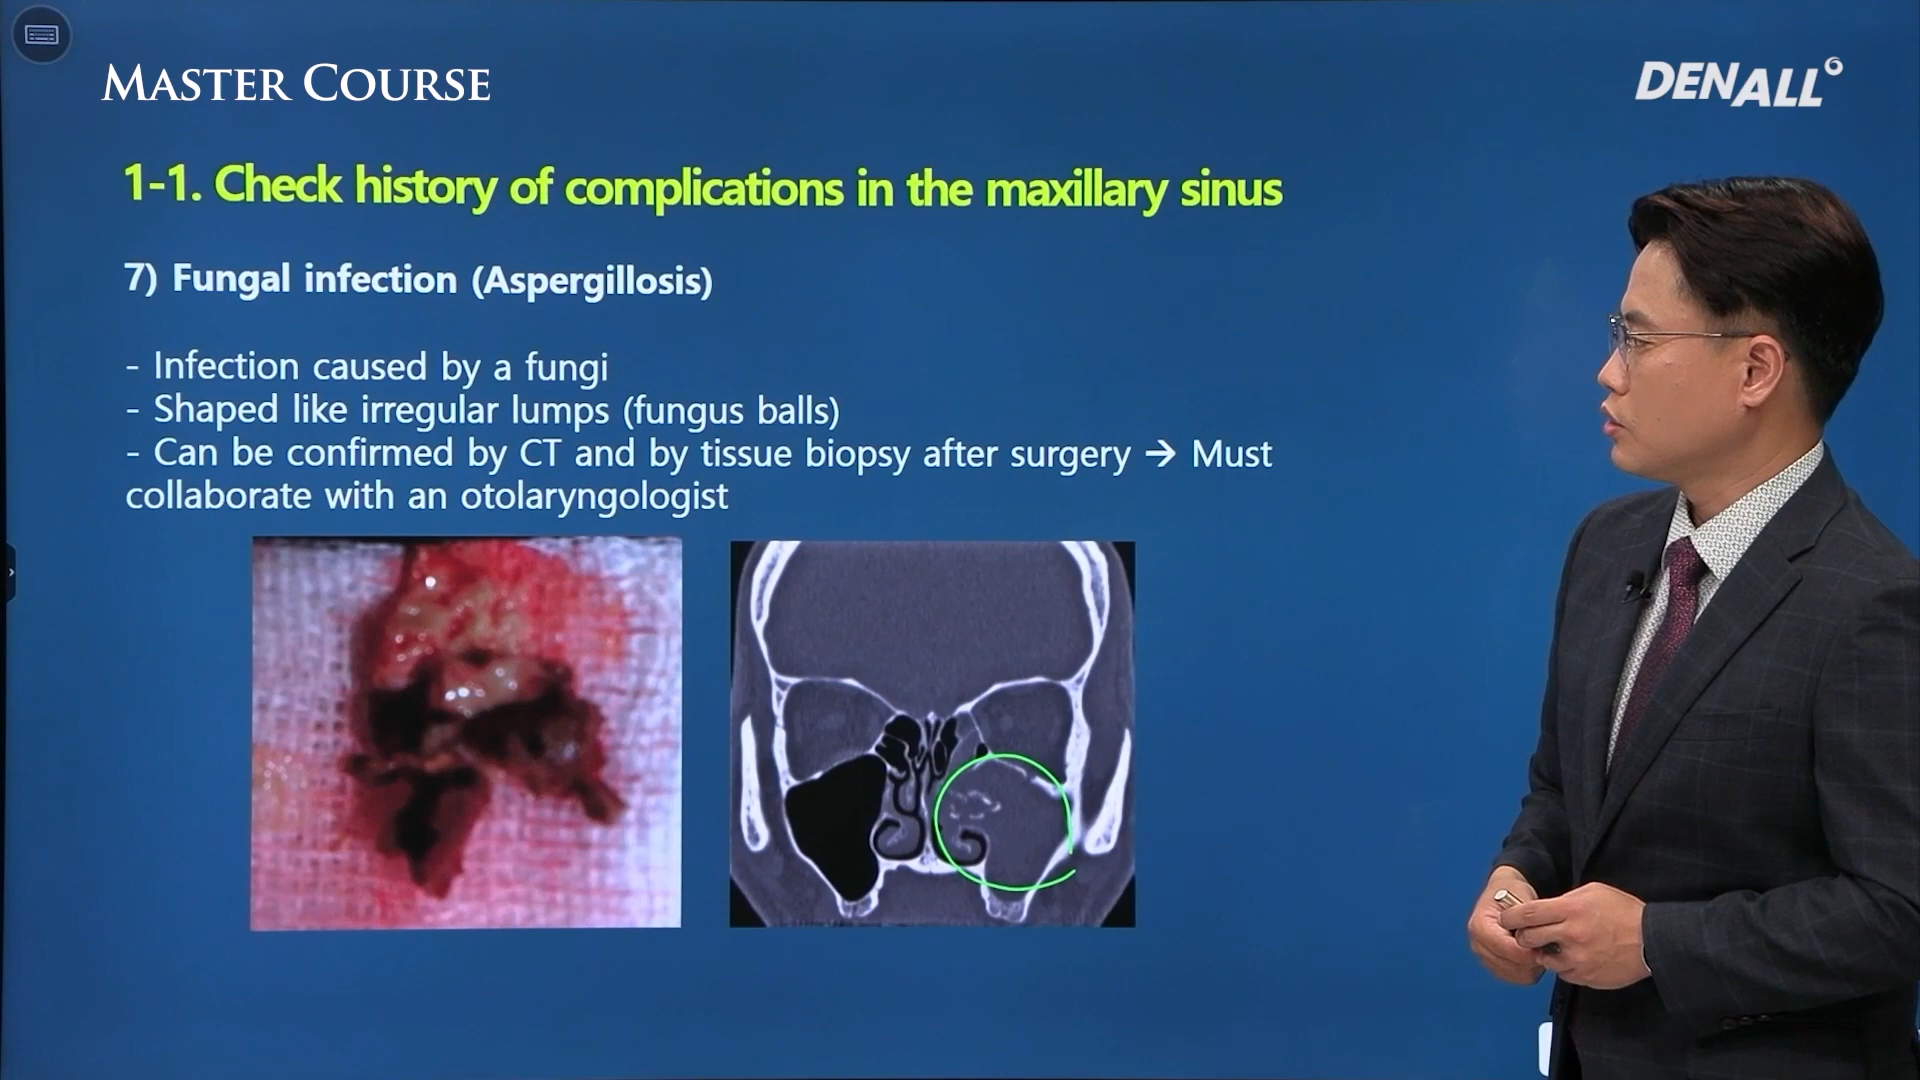 MASTER COURSE
DENALL
1-1. Check history of complications in the maxillary sinus
7) Fungal infection (Aspergillosis)
- Infection caused by a fungi
- Shaped like irregular lumps (fungus balls)
- Can be confirmed by CT and by tissue biopsy after surgery → Must
collaborate with an otolaryngologist